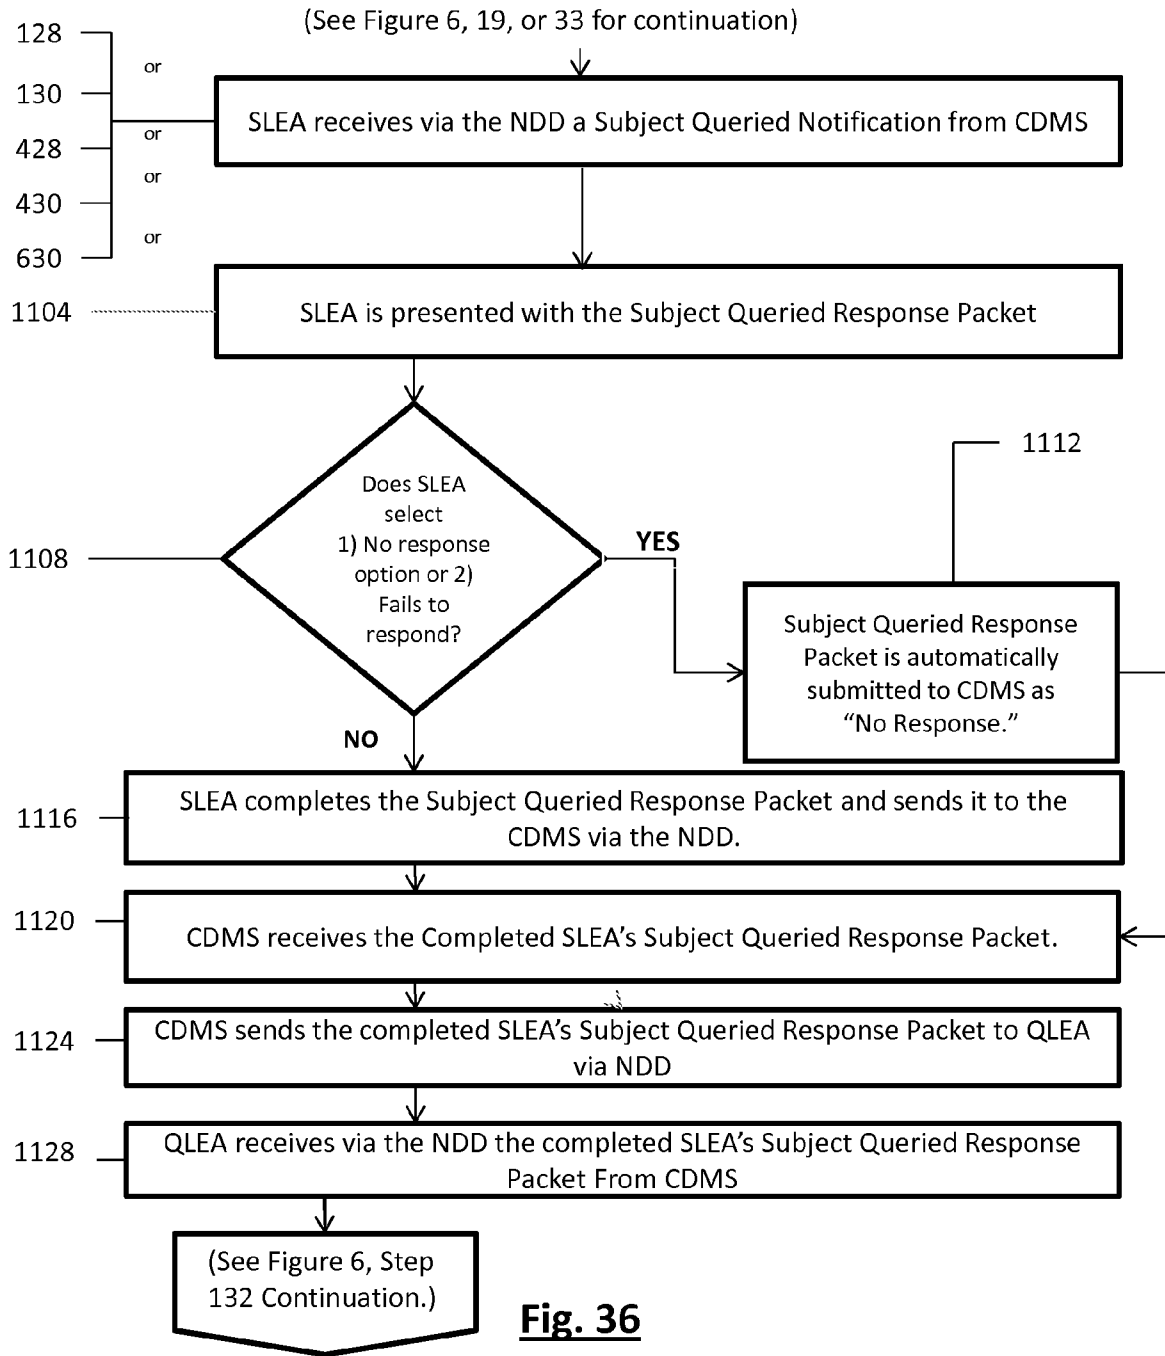 (See Figure 6, 19, or 33 for continuation)
128
or
130
SLEA receives via the NDD a Subject Queried Notification from CDMS
or
428
or
430
or
630
1104
SLEA is presented with the Subject Queried Response Packet
1112
Does SLEA
select
1) No response
option or 2)
Fails to
respond?
1108
YES
Subject Queried Response
Packet is automatically
submitted to CDMS as
“No Response.”
NO
1116
SLEA completes the Subject Queried Response Packet and sends it to the
CDMS via the NDD.
1120
CDMS receives the Completed SLEA’s Subject Queried Response Packet.
1124
CDMS sends the completed SLEA’s Subject Queried Response Packet to QLEA
via NDD
1128
QLEA receives via the NDD the completed SLEA’s Subject Queried Response
Packet From CDMS
(See Figure 6, Step
132 Continuation.)
Fig. 36